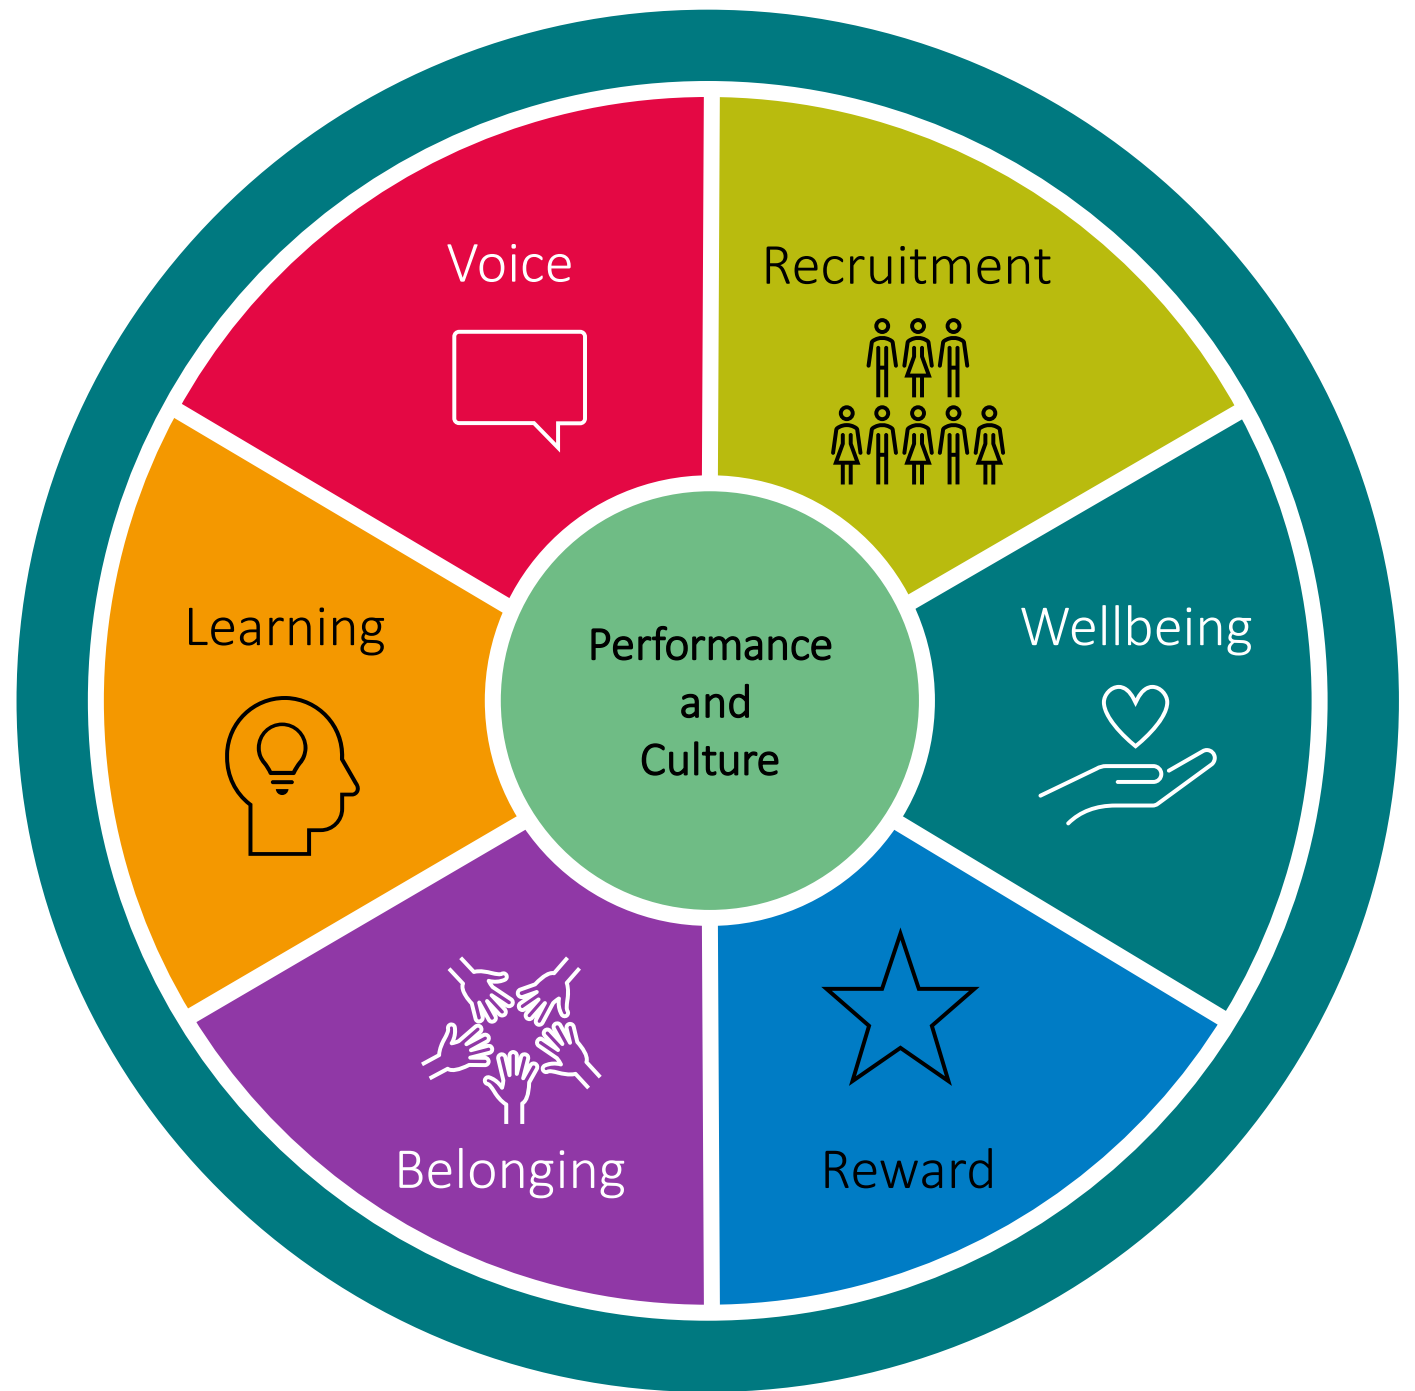 Voice
Recruitment
Learning
Wellbeing
Performance
and
Culture
Belonging
Reward